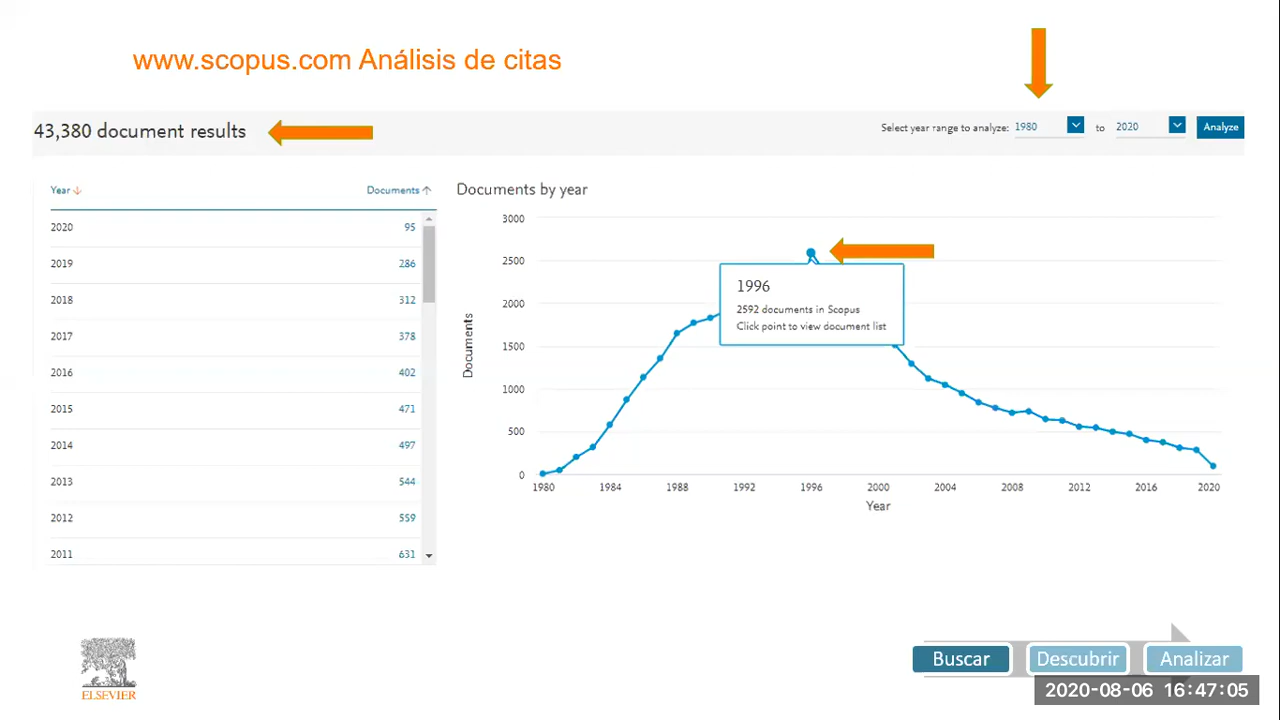 www.scopus.com Análisis de citas
43,380 document results
Select year range to analyze: 1980 to 2020 Analyze
Year Documents
2020 95
2019 286
2018 312
2017 378
2016 402
2015 471
2014 497
2013 544
2012 559
2011 631
Documents by year
3000
2500
2000
1500
1000
500
0
Documents
1996
2592 documents in Scopus
Click point to view document list
1980 1984 1988 1992 1996 2000 2004 2008 2012 2016 2020
Year
ELSEVIER
Buscar Descubrir Analizar
2020-08-06 16:47:05